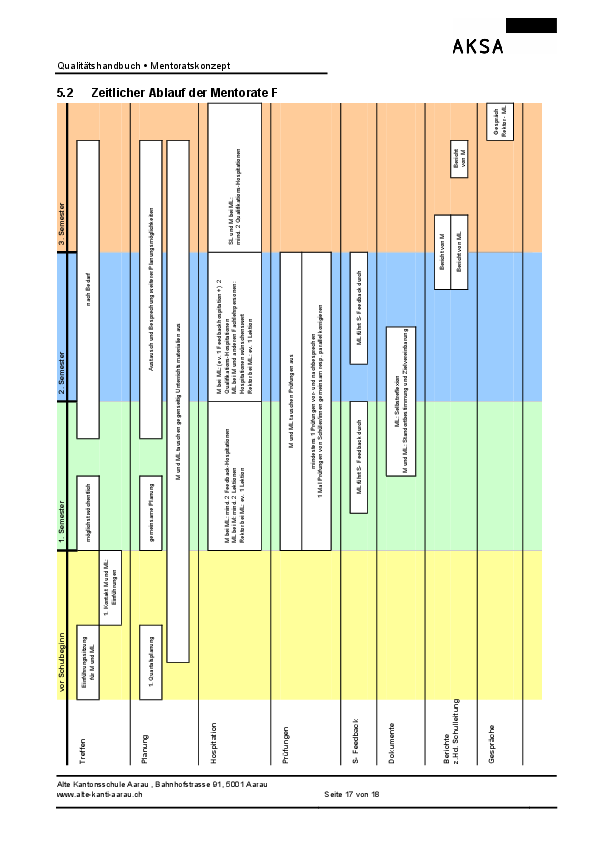 AKSA
Qualitätshandbuch • Mentoratskonzept
5.2 Zeitlicher Ablauf der Mentorate F
vor Schulbeginn
1. Semester
2. Semester
3. Semester
Treffen
Einführungssitzung
für M und ML
1. Kontakt M und ML:
Einführungen
möglichst wöchentlich
nach Bedarf
Planung
1. Quartalsplanung
gemeinsame Planung
Austausch und Besprechung weiterer Planungsmöglichkeiten
M und ML tauschen gegenseitig Unterrichtsmaterialien aus
Hospitation
M bei ML: mind. 2 Feedback-Hospitationen
ML bei M: mind. 2 Lektionen
Rektor bei ML: ev. 1 Lektion
M bei ML: (ev. 1 Feedbackhospitation +) 2
Qualifikations-Hospitationen
ML bei M und anderen Fachlehrpersonen:
Hospitationen wünschenswert
Rektor bei ML: ev. 1 Lektion
SL und M bei ML:
mind. 2 Qualifikations-Hospitationen
Prüfungen
M und ML tauschen Prüfungen aus
mindestens 1 Prüfungen vor- und nachbesprechen
1 Mal Prüfungen von Schüler/innen gemeinsam resp. parallel korrigieren
S- Feedback
ML führt S- Feedback durch
ML führt S- Feedback durch
Dokumente
ML: Selbstreflexion
M und ML: Standortbestimmung und Zielvereinbarung
Berichte
z.Hd. Schulleitung
Bericht von M
Bericht von ML
Bericht
von M
Gespräche
Gespräch
Rektor- ML
Alte Kantonsschule Aarau , Bahnhofstrasse 91, 5001 Aarau
www.alte-kanti-aarau.ch Seite 17 von 18